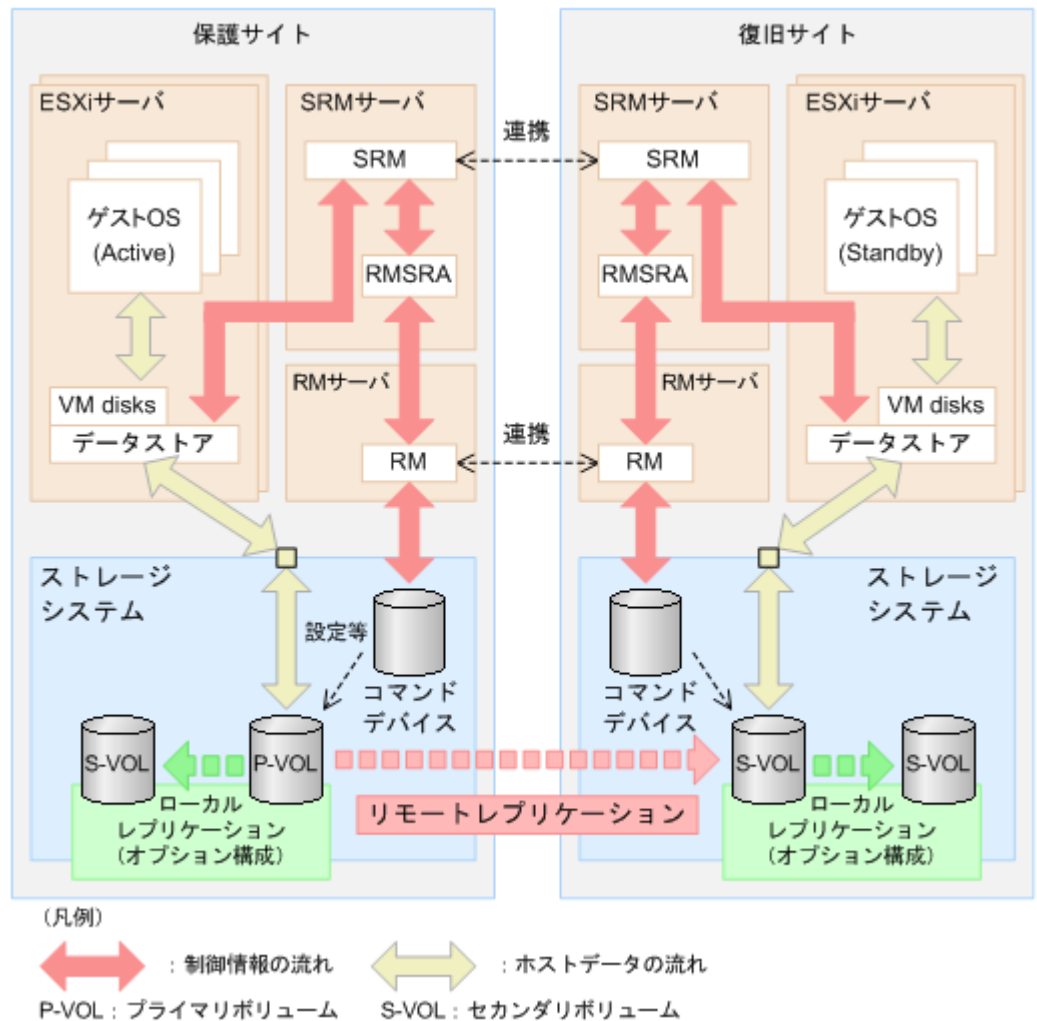 保護サイト
ESXiサーバ
SRMサーバ
SRM
ゲストOS
(Active)
RMSRA
RMサーバ
VM disks
データストア
RM
ストレージ
システム
設定等
コマンド
デバイス
S-VOL
P-VOL
ローカル
レプリケーション
(オプション構成)
連携
連携
リモートレプリケーション
復旧サイト
SRMサーバ
ESXiサーバ
SRM
ゲストOS
(Standby)
RMSRA
RMサーバ
VM disks
データストア
RM
ストレージ
システム
コマンド
デバイス
S-VOL
S-VOL
ローカル
レプリケーション
(オプション構成)
(凡例)
：制御情報の流れ
：ホストデータの流れ
P-VOL：プライマリボリューム
S-VOL：セカンダリボリューム